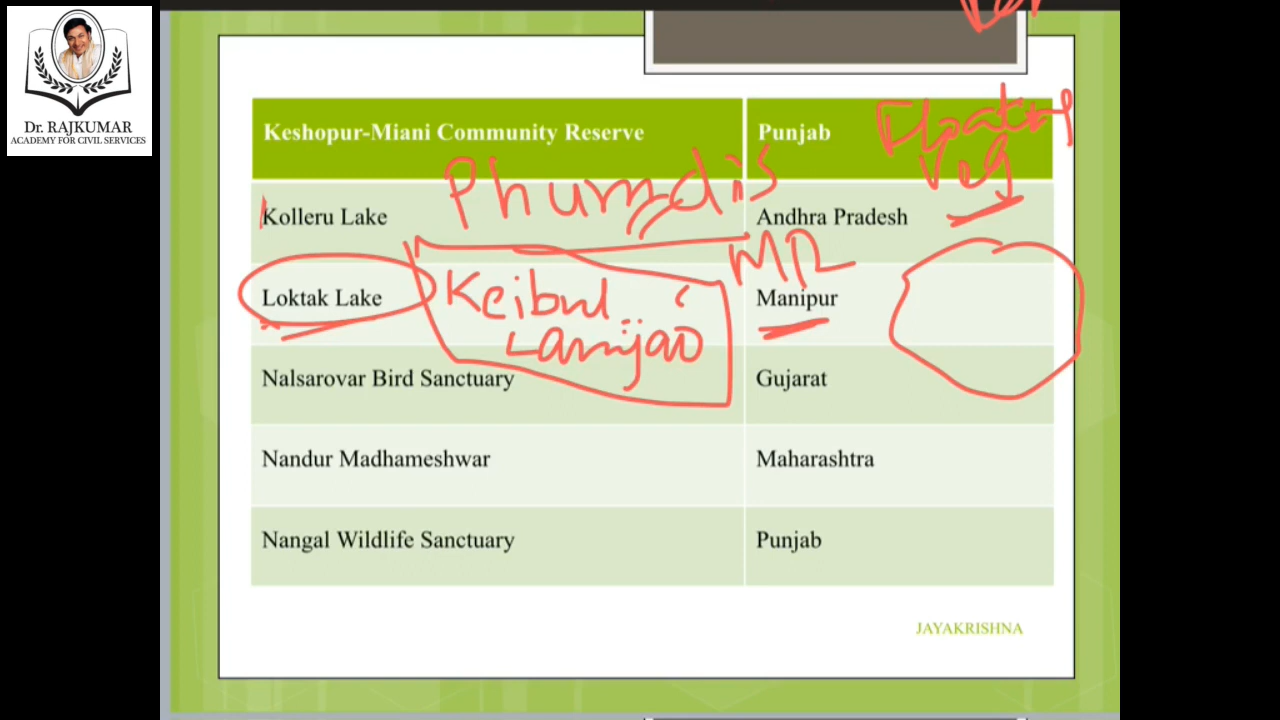 Dr. RAJKUMAR
ACADEMY FOR CIVIL SERVICES
Keshopur-Miani Community Reserve Punjab
Floating
Veg
Phumdis
Kolleru Lake Andhra Pradesh
Loktak Lake Manipur
Keibul
Lamjao
Nalsarovar Bird Sanctuary Gujarat
Nandur Madhameshwar Maharashtra
Nangal Wildlife Sanctuary Punjab
JAYAKRISHNA